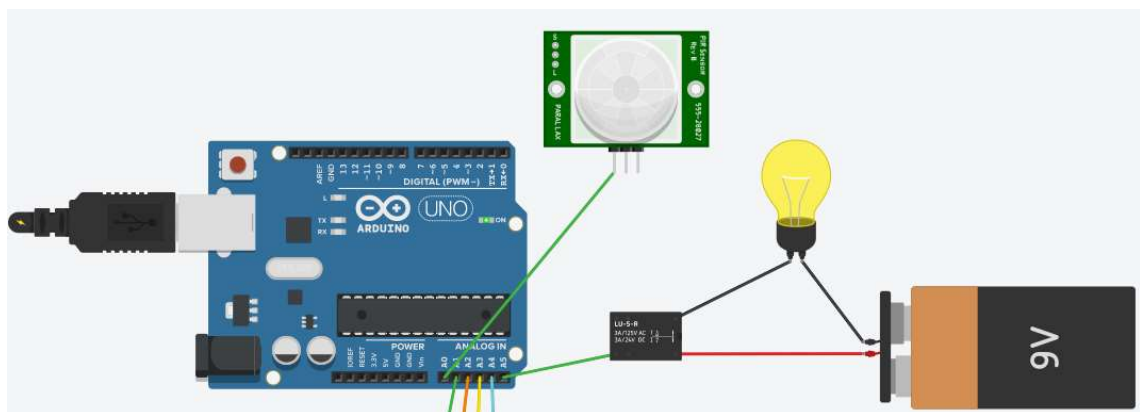 S
L
PIR SENSOR
REV B
PARALLAX
555-28027
AREF
GND
13
12
~11
~10
~9
8
7
~6
~5
4
~3
2
TX→1
RX←0
DIGITAL (PWM~)
L
TX
RX
UNO
ARDUINO
ON
POWER
ANALOG IN
IOREF
RESET
3.3V
5V
GND
GND
Vin
A0
A1
A2
A3
A4
A5
LU-5-R
3A/125V AC
3A/24V DC
9V